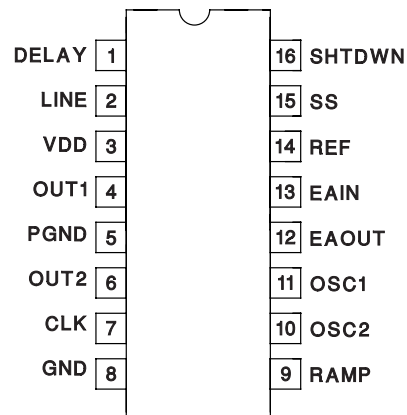 DELAY 1 16 SHTDWN
LINE 2 15 SS
VDD 3 14 REF
OUT1 4 13 EAIN
PGND 5 12 EAOUT
OUT2 6 11 OSC1
CLK 7 10 OSC2
GND 8 9 RAMP